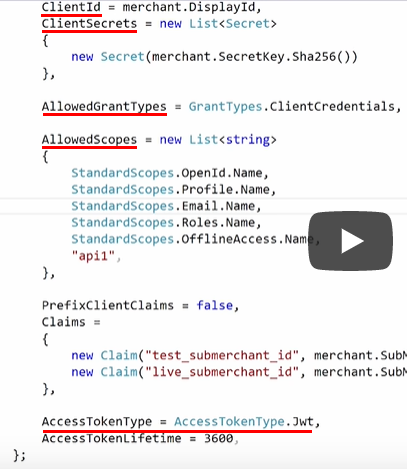 ClientId = merchant.DisplayId,
ClientSecrets = new List<Secret>
{
new Secret(merchant.SecretKey.Sha256())
},
AllowedGrantTypes = GrantTypes.ClientCredentials,
AllowedScopes = new List<string>
{
StandardScopes.OpenId.Name,
StandardScopes.Profile.Name,
StandardScopes.Email.Name,
StandardScopes.Roles.Name,
StandardScopes.OfflineAccess.Name,
"api1",
},
PrefixClientClaims = false,
Claims =
{
new Claim("test_submerchant_id", merchant.SubM
new Claim("live_submerchant_id", merchant.SubM
},
AccessTokenType = AccessTokenType.Jwt,
AccessTokenLifetime = 3600,
};